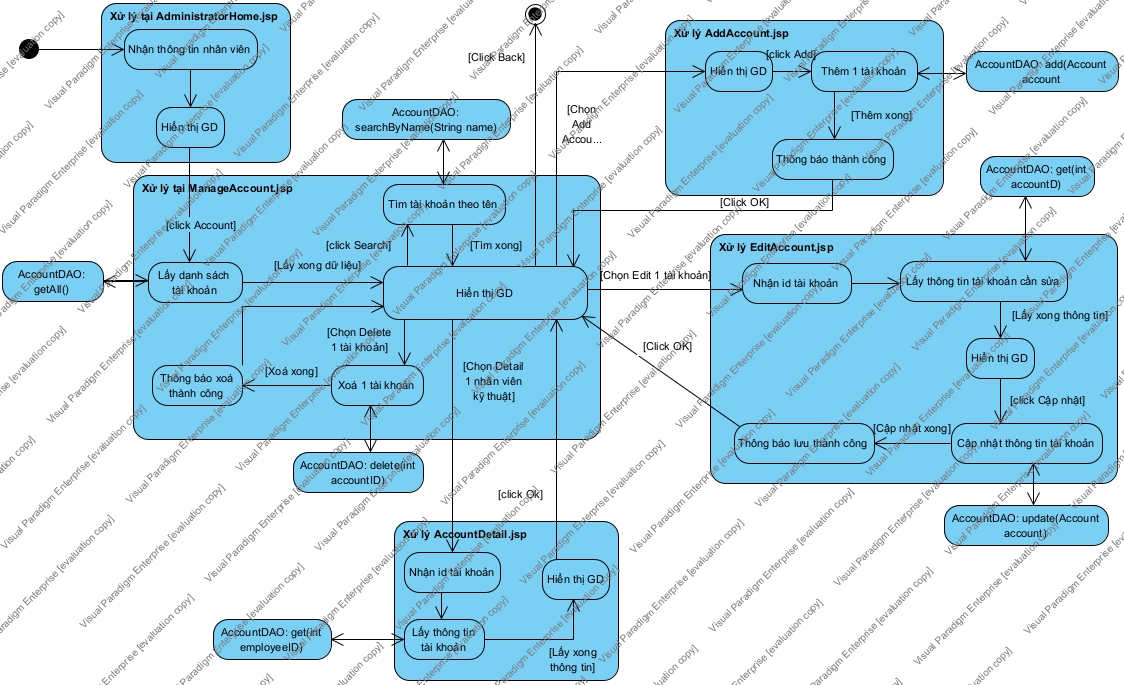 Xử lý tại AdministratorHome.jsp
Nhận thông tin nhân viên
Hiển thị GD
[click Account]
[Click Back]
AccountDAO:
searchByName(String name)
[Chọn
Add
Accou...
Xử lý AddAccount.jsp
Hiển thị GD
[click Add]
Thêm 1 tài khoản
AccountDAO: add(Account
account
[Thêm xong]
Thông báo thành công
[Click OK]
Xử lý tại ManageAccount.jsp
Tìm tài khoản theo tên
[click Search]
[Tìm xong]
AccountDAO:
getAll()
Lấy danh sách
tài khoản
[Lấy xong dữ liệu]
Hiển thị GD
[Chọn Edit 1 tài khoản]
[Chọn Delete
1 tài khoản]
[Xoá xong]
Thông báo xoá
thành công
Xoá 1 tài khoản
[Chọn Detail
1 nhân viên
kỹ thuật]
AccountDAO: delete(int
accountID)
[Click OK]
AccountDAO: get(int
accountD)
Xử lý EditAccount.jsp
Nhận id tài khoản
Lấy thông tin tài khoản cần sửa
[Lấy xong thông tin]
Hiển thị GD
[click Cập nhật]
Cập nhật thông tin tài khoản
[Cập nhật xong]
Thông báo lưu thành công
AccountDAO: update(Account
account)
[click Ok]
Xử lý AccountDetail.jsp
Nhận id tài khoản
Hiển thị GD
AccountDAO: get(int
employeeID)
Lấy thông tin
tài khoản
[Lấy xong
thông tin]
Visual Paradigm Enterprise [evaluation copy]